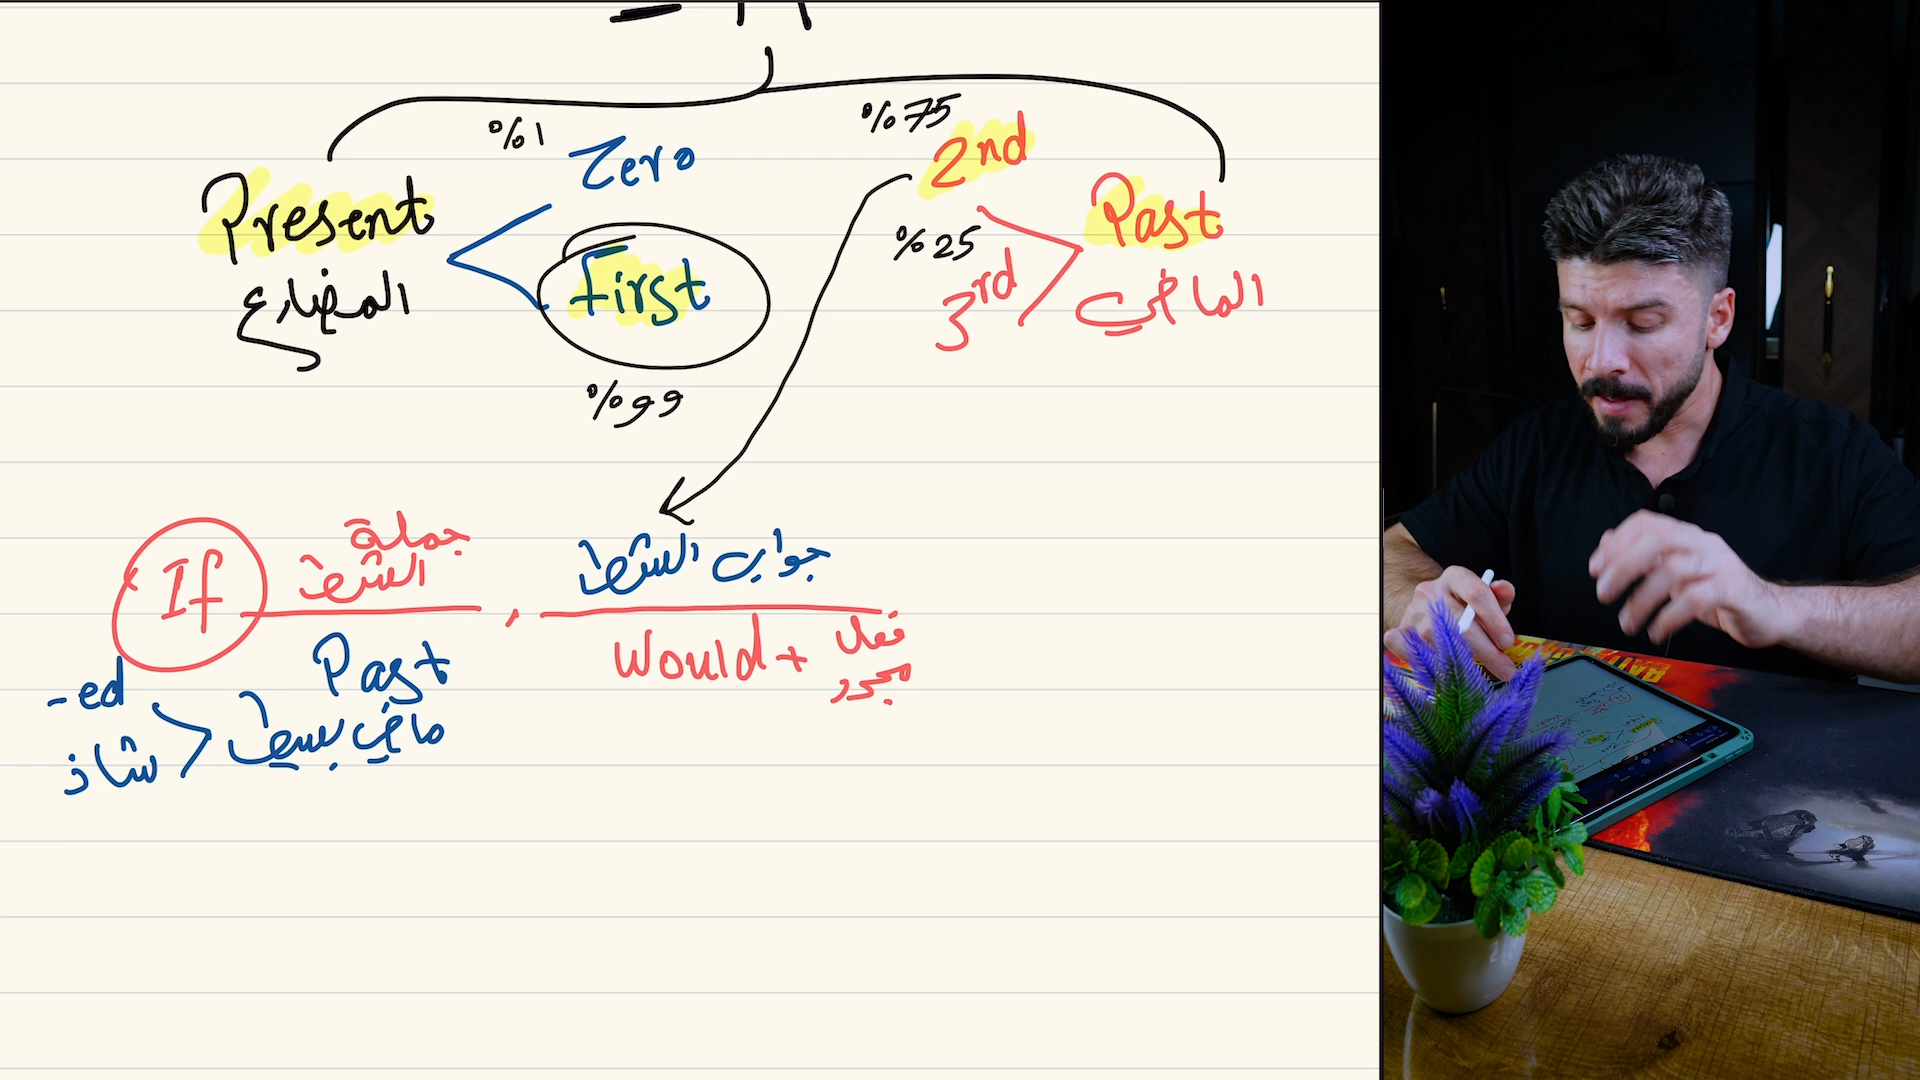 - If
%1 Zero
%75
2nd
Present
Past
%25
المضارع
First
3rd
الماضي
%99
If جملة الشرط , جواب الشرط
Past
Would + فعل مجرد
-ed
ماضي بسيط
شاذ